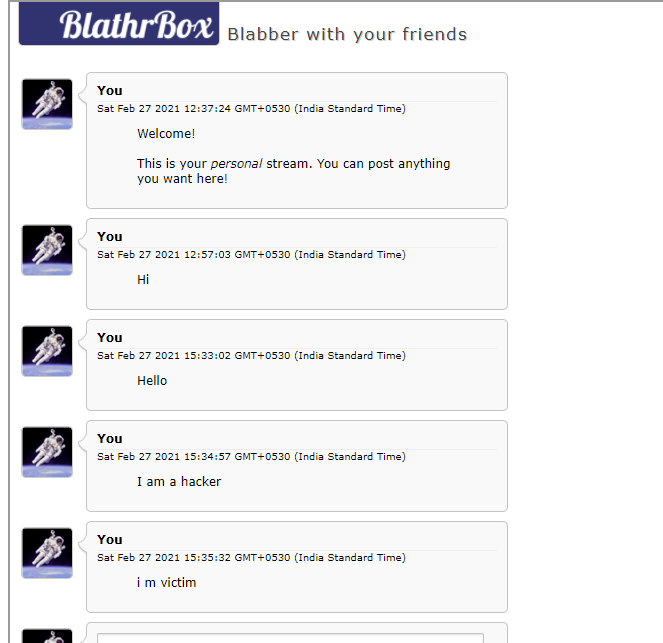 BlathrBox Blabber with your friends
You
Sat Feb 27 2021 12:37:24 GMT+0530 (India Standard Time)
Welcome!
This is your personal stream. You can post anything
you want here!
You
Sat Feb 27 2021 12:57:03 GMT+0530 (India Standard Time)
Hi
You
Sat Feb 27 2021 15:33:02 GMT+0530 (India Standard Time)
Hello
You
Sat Feb 27 2021 15:34:57 GMT+0530 (India Standard Time)
I am a hacker
You
Sat Feb 27 2021 15:35:32 GMT+0530 (India Standard Time)
i m victim